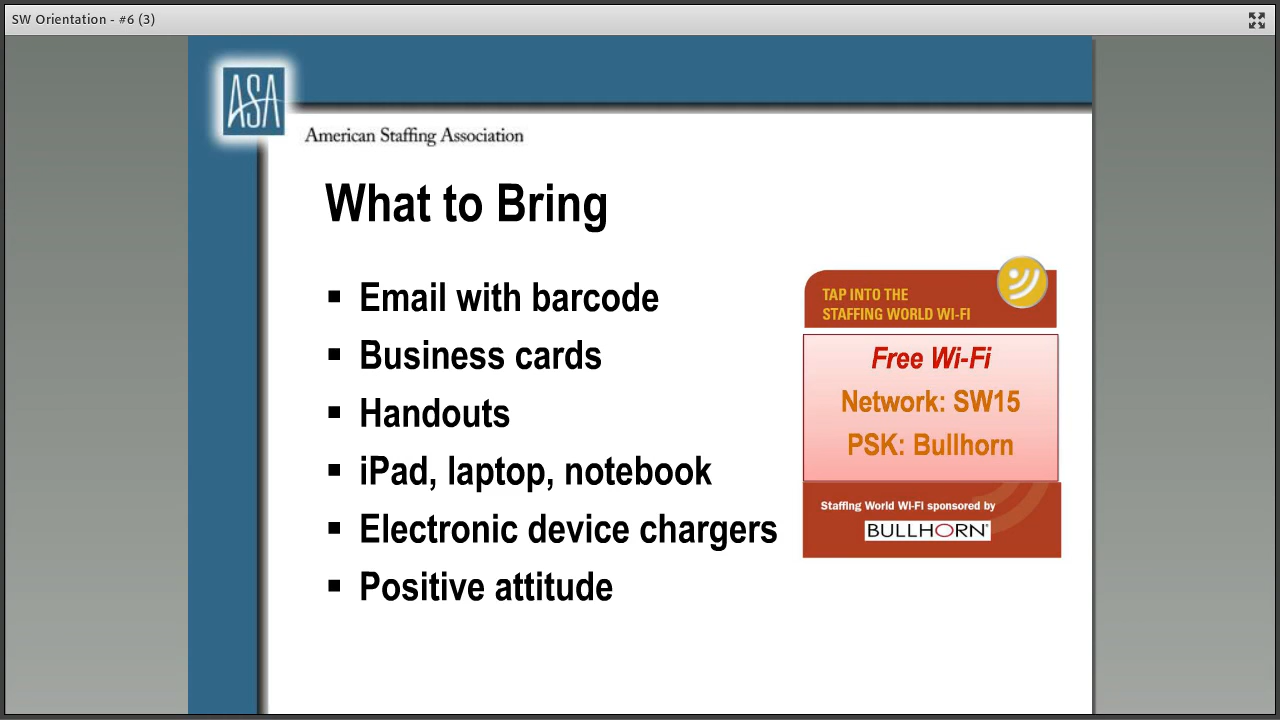 SW Orientation - #6 (3)
ASA
American Staffing Association
What to Bring
▪ Email with barcode
▪ Business cards
▪ Handouts
▪ iPad, laptop, notebook
▪ Electronic device chargers
▪ Positive attitude
TAP INTO THE
STAFFING WORLD WI-FI
Free Wi-Fi
Network: SW15
PSK: Bullhorn
Staffing World Wi-Fi sponsored by
BULLHORN®